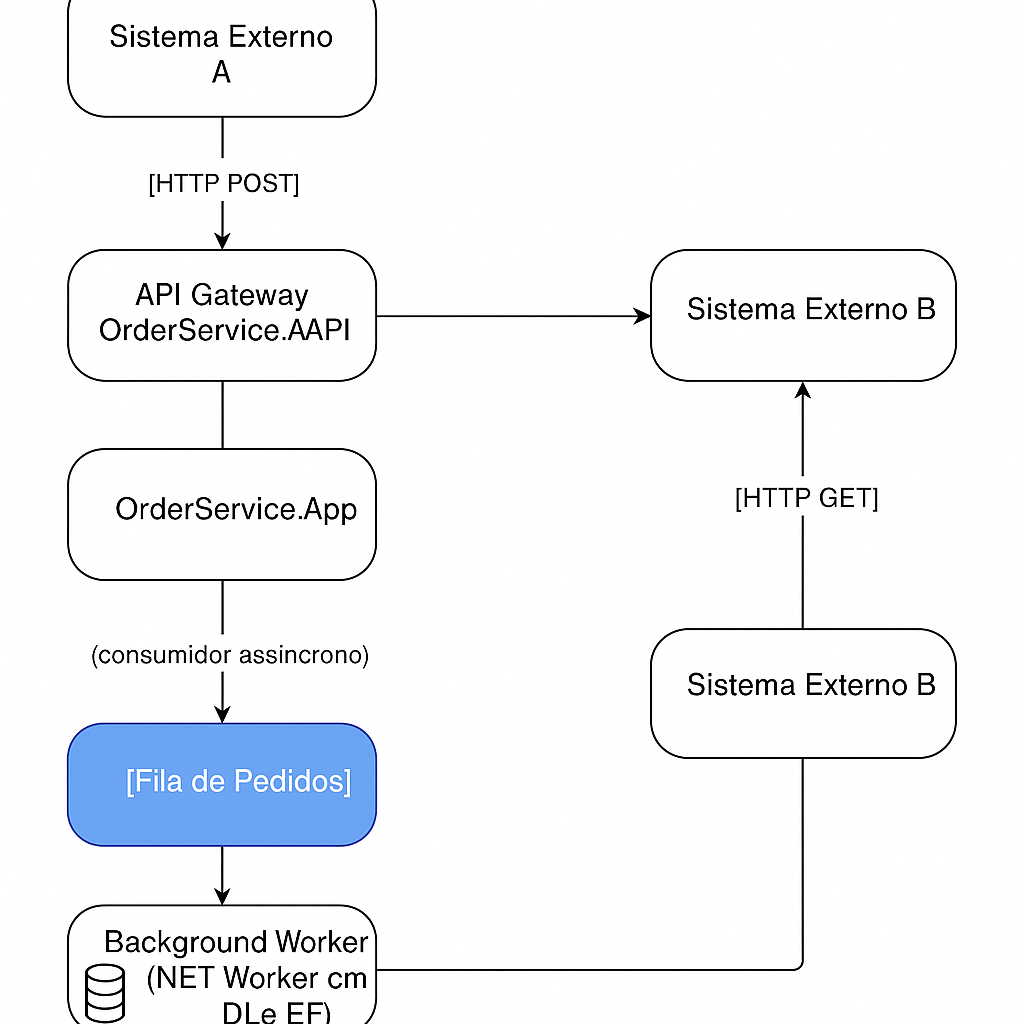 Sistema Externo
A
[HTTP POST]
API Gateway
OrderService.AAPI
Sistema Externo B
OrderService.App
[HTTP GET]
(consumidor assincrono)
Sistema Externo B
[Fila de Pedidos]
Background Worker
(NET Worker cm
DLe EF)